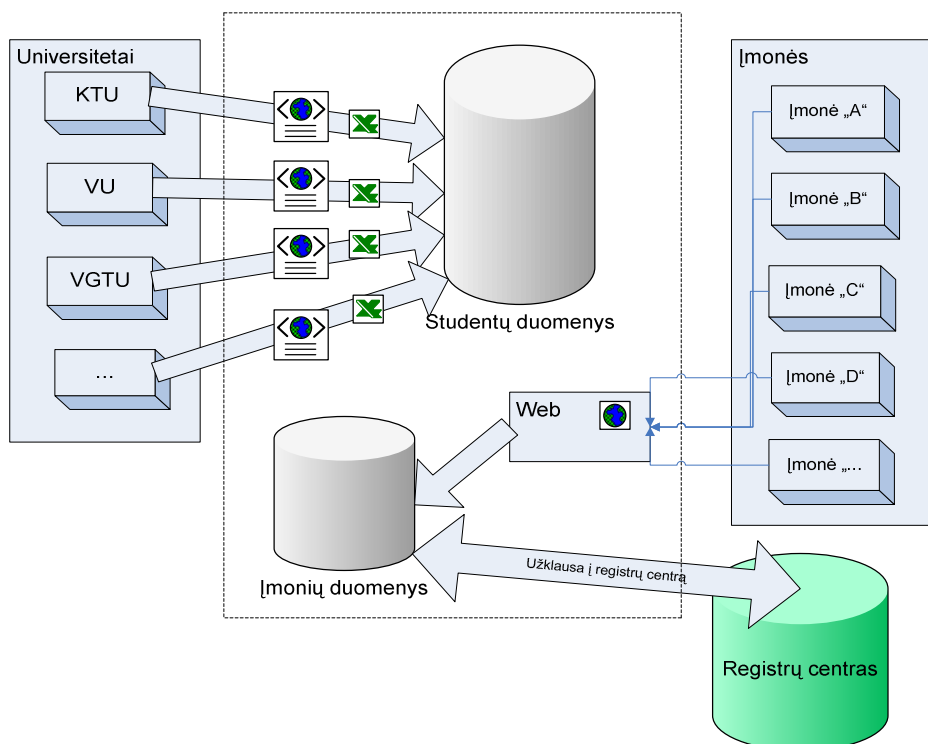 Universitetai
KTU
VU
VGTU
...
Studentų duomenys
Web
Įmonių duomenys
Įmonės
Įmonė „A“
Įmonė „B“
Įmonė „C“
Įmonė „D“
Įmonė „...
Užklausa į registrų centrą
Registrų centras